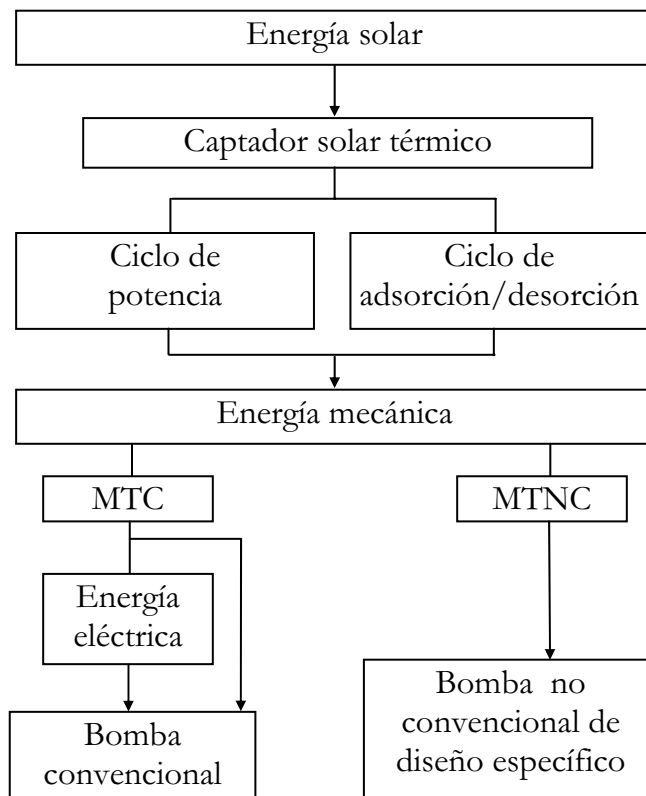 Energía solar
Captador solar térmico
Ciclo de
potencia
Ciclo de
adsorción/desorción
Energía mecánica
MTC
MTNC
Energía
eléctrica
Bomba no
convencional de
diseño específico
Bomba
convencional